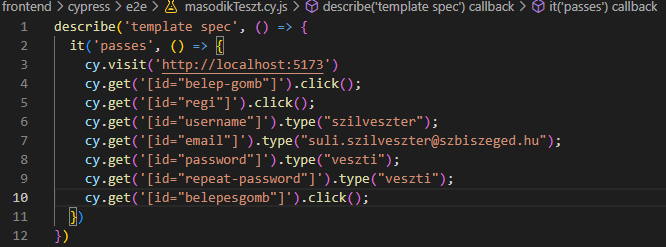 frontend > cypress > e2e > masodikTeszt.cy.js > describe('template spec') callback > it('passes') callback
1 describe('template spec', () => {
2 it('passes', () => {
3 cy.visit('http://localhost:5173')
4 cy.get('[id="belep-gomb"]').click();
5 cy.get('[id="regi"]').click();
6 cy.get('[id="username"]').type("szilveszter");
7 cy.get('[id="email"]').type("suli.szilveszter@szbiszeged.hu");
8 cy.get('[id="password"]').type("veszti");
9 cy.get('[id="repeat-password"]').type("veszti");
10 cy.get('[id="belepesgomb"]').click();
11 })
12 })